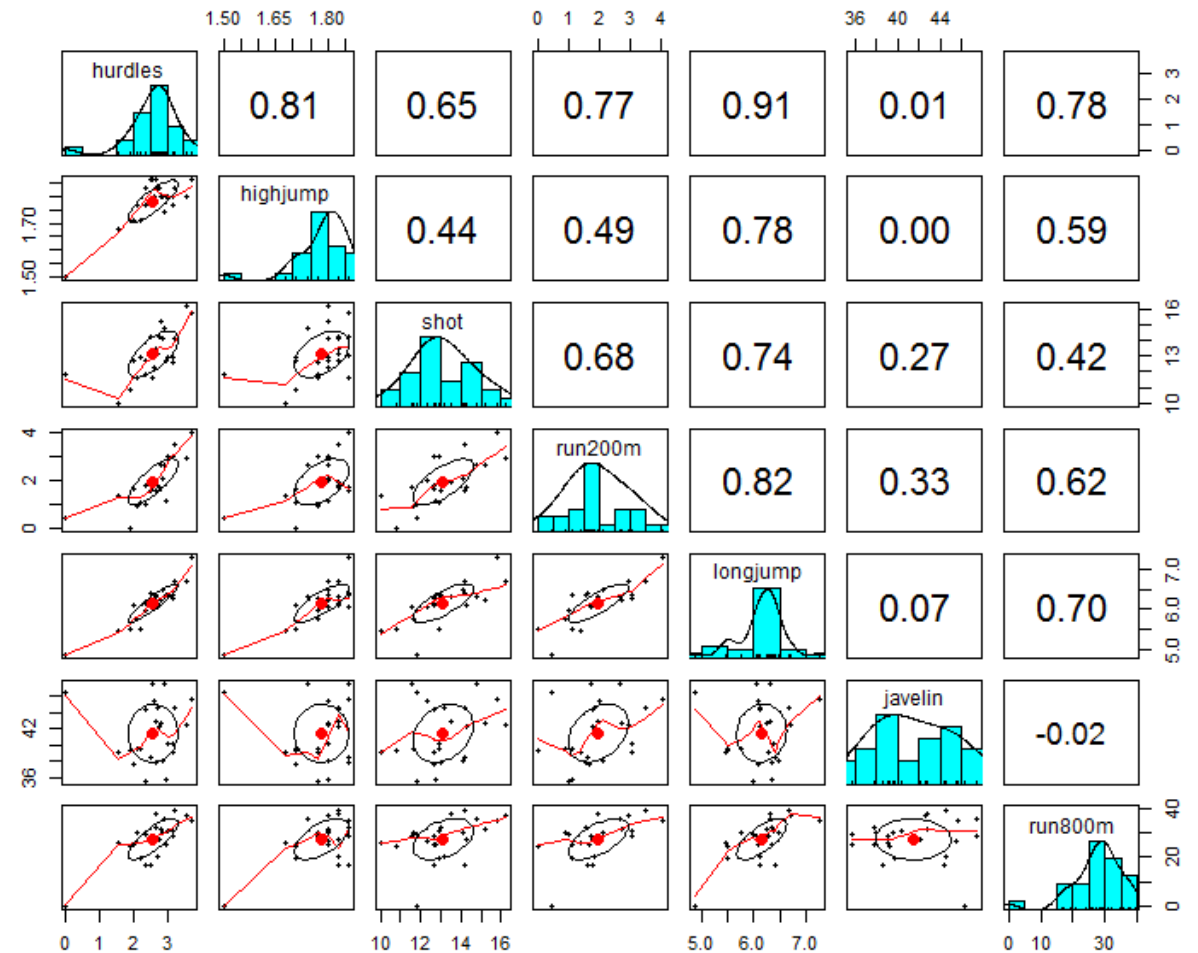 1.50 1.65 1.80 0 1 2 3 4 36 40 44
hurdles 0.81 0.65 0.77 0.91 0.01 0.78 3 2 1 0
1.50 1.70 highjump 0.44 0.49 0.78 0.00 0.59
shot 0.68 0.74 0.27 0.42 16 13 10
4 2 0 run200m 0.82 0.33 0.62
longjump 0.07 0.70 7.0 6.0 5.0
42 36 javelin -0.02
run800m 40 20 0
0 1 2 3 10 12 14 16 5.0 6.0 7.0 0 10 30